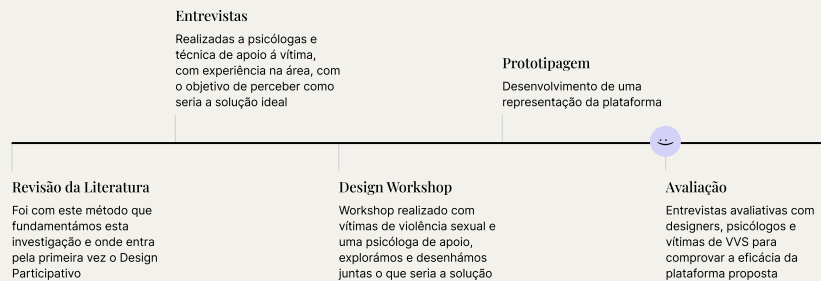 Entrevistas
Realizadas a psicólogas e
técnica de apoio á vítima,
com experiência na área, com
o objetivo de perceber como
seria a solução ideal
Prototipagem
Desenvolvimento de uma
representação da plataforma
Revisão da Literatura
Foi com este método que
fundamentámos esta
investigação e onde entra
pela primeira vez o Design
Participativo
Design Workshop
Workshop realizado com
vítimas de violência sexual e
uma psicóloga de apoio,
explorámos e desenhámos
juntas o que seria a solução
Avaliação
Entrevistas avaliativas com
designers, psicólogos e
vítimas de VVS para
comprovar a eficácia da
plataforma proposta